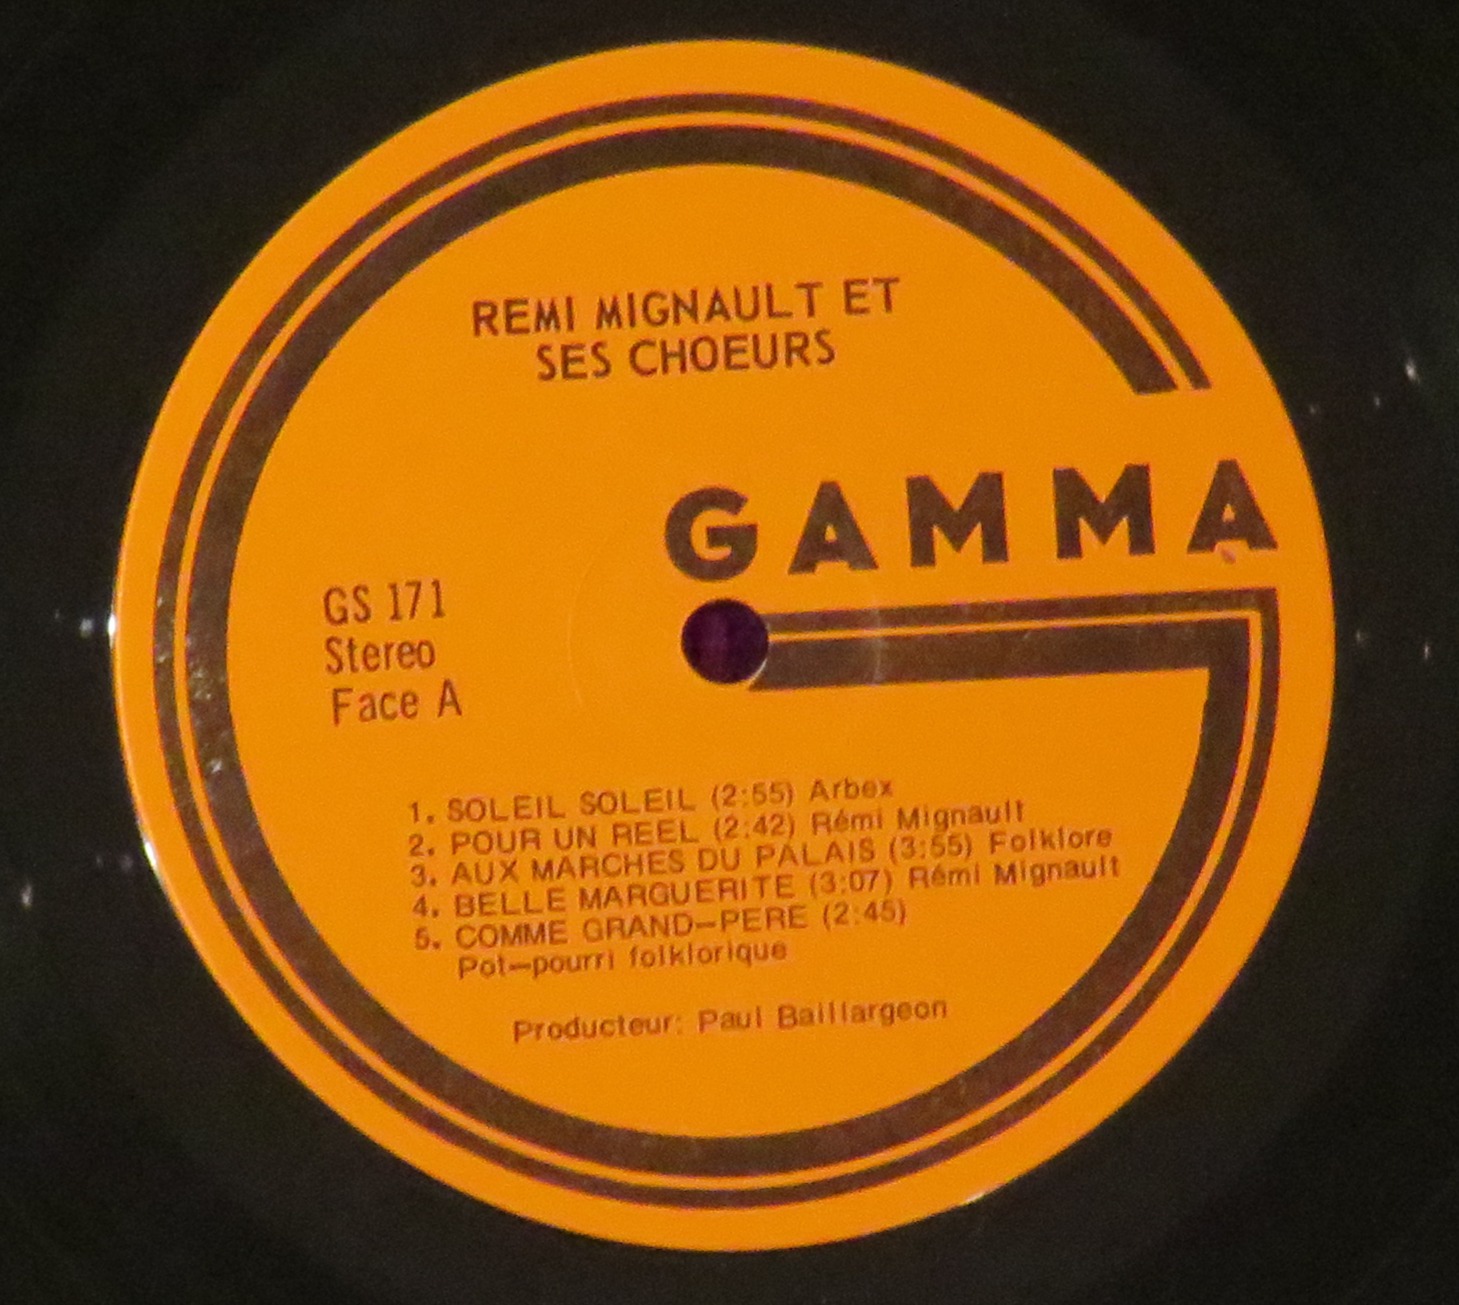 REMI MIGNAULT ET
SES CHOEURS
GAMMA
GS 171
Stereo
Face A
1. SOLEIL SOLEIL (2:55) Arbex
2. POUR UN REEL (2:42) Rémi Mignault
3. AUX MARCHES DU PALAIS (3:55) Folklore
4. BELLE MARGUERITE (3:07) Rémi Mignault
5. COMME GRAND-PERE (2:45)
Pot-pourri folklorique
Producteur: Paul Baillargeon